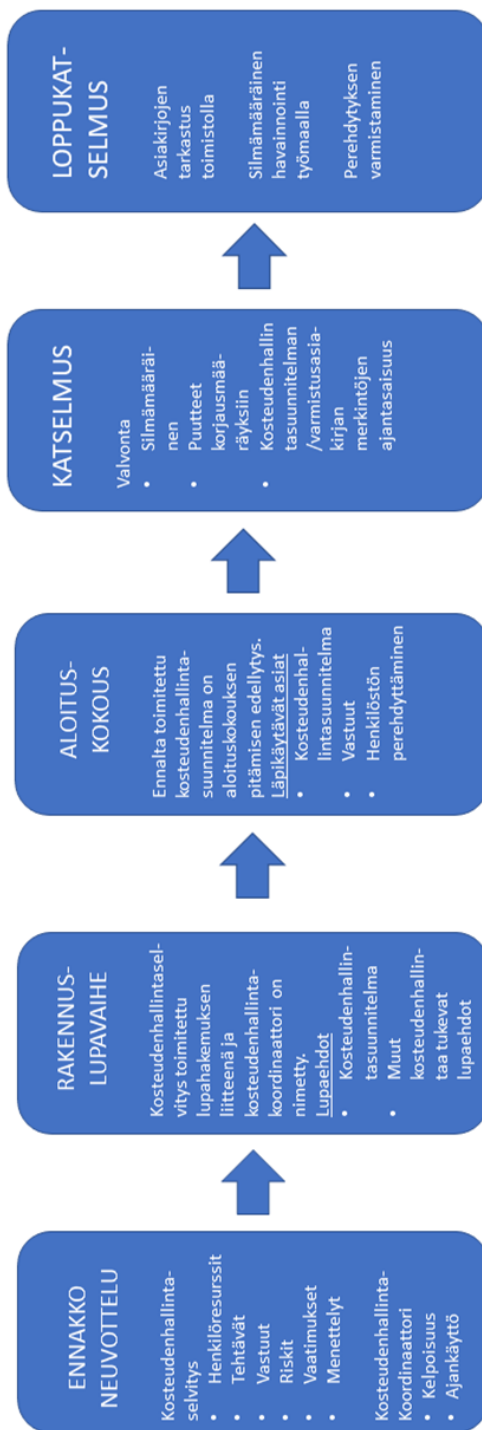 ENNAKKO
NEUVOTTELU
Kosteudenhallinta-
selvitys
• Henkilöresurssit
• Tehtävät
• Vastuut
• Riskit
• Vaatimukset
• Menettelyt
Kosteudenhallinta-
Koordinaattori
• Kelpoisuus
• Ajankäyttö
RAKENNUS-
LUPAVAIHE
Kosteudenhallintasel-
vitys toimitettu
lupahakemuksen
liitteenä ja
kosteudenhallinta-
koordinaattori on
nimetty.
Lupaehdot
• Kosteudenhallin-
tasuunnitelma
• Muut
kosteudenhallin-
taa tukevat
lupaehdot
ALOITUS-
KOKOUS
Ennalta toimitettu
kosteudenhallinta-
suunnitelma on
aloituskokouksen
pitämisen edellytys.
Läpikäytävät asiat
• Kosteudenhal-
lintasuunnitelma
• Vastuut
• Henkilöstön
perehdyttäminen
KATSELMUS
Valvonta
• Silmämääräi-
nen
• Puutteet
korjausmää-
räyksiin
• Kosteudenhallin
tasuunnitelman
/varmistusasia-
kirjan
merkintöjen
ajantasaisuus
LOPPUKAT-
SELMUS
Asiakirjojen
tarkastus
toimistolla
Silmämääräinen
havainnointi
työmaalla
Perehdytyksen
varmistaminen